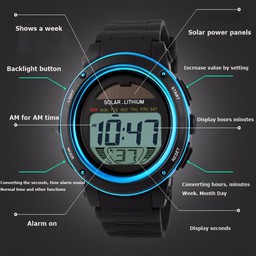 Shows a week
Solar power panels
Backlight button
Increase value by setting
LIGHT
START
SOLAR LITHIUM
AM for AM time
Display hours minutes
10:47
37
MODE
RESET
Converting the seconds, time alarm numer
Normal time and other functions
Converting hours, minutes
Week. Month Day
Alarm on
Display seconds